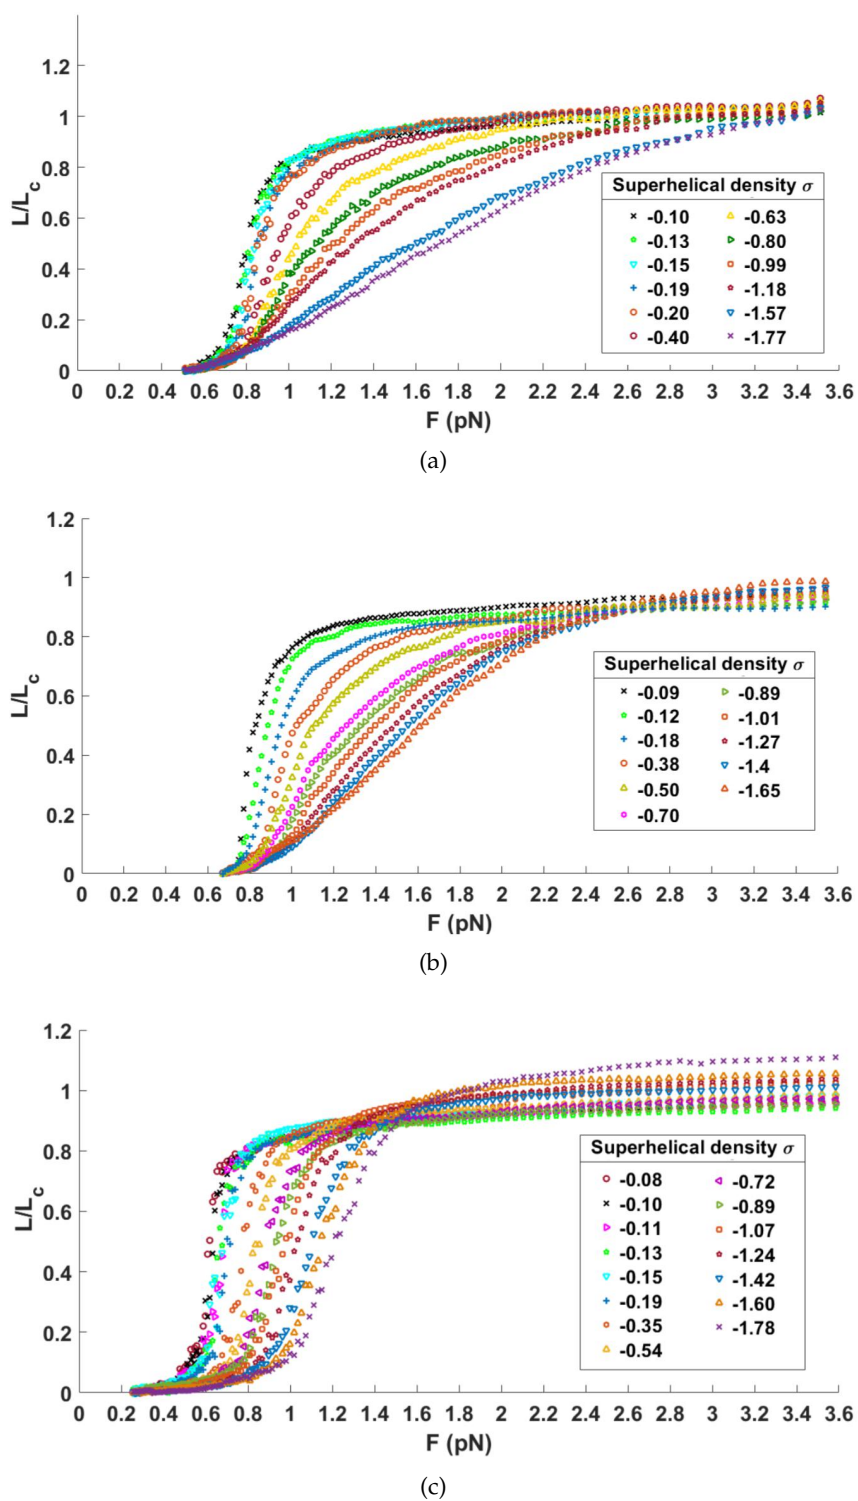 1.2
1
0.8
0.6
0.4
0.2
0
L/L_c
0 0.2 0.4 0.6 0.8 1 1.2 1.4 1.6 1.8 2 2.2 2.4 2.6 2.8 3 3.2 3.4 3.6
F (pN)
Superhelical density σ
-0.10 -0.63
-0.13 -0.80
-0.15 -0.99
-0.19 -1.18
-0.20 -1.57
-0.40 -1.77
(a)
1.2
1
0.8
0.6
0.4
0.2
0
L/L_c
0 0.2 0.4 0.6 0.8 1 1.2 1.4 1.6 1.8 2 2.2 2.4 2.6 2.8 3 3.2 3.4 3.6
F (pN)
Superhelical density σ
-0.09 -0.89
-0.12 -1.01
-0.18 -1.27
-0.38 -1.4
-0.50 -1.65
-0.70
(b)
1.2
1
0.8
0.6
0.4
0.2
0
L/L_c
0 0.2 0.4 0.6 0.8 1 1.2 1.4 1.6 1.8 2 2.2 2.4 2.6 2.8 3 3.2 3.4 3.6
F (pN)
Superhelical density σ
-0.08 -0.72
-0.10 -0.89
-0.11 -1.07
-0.13 -1.24
-0.15 -1.42
-0.19 -1.60
-0.35 -1.78
-0.54
(c)